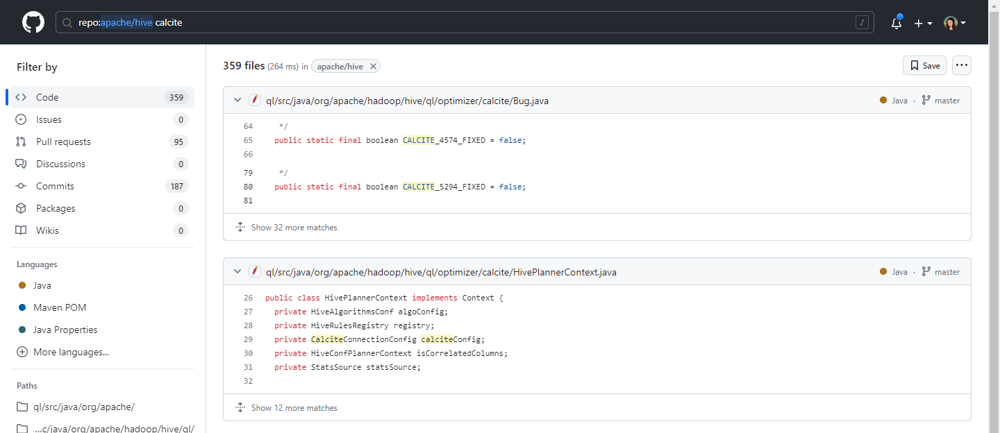 repo:apache/hive calcite
/
Filter by
Code 359
Issues 0
Pull requests 95
Discussions 0
Commits 187
Packages 0
Wikis 0
Languages
Java
Maven POM
Java Properties
More languages...
Paths
ql/src/java/org/apache/
...c/java/org/apache/hadoop/hive/ql/
359 files (264 ms) in apache/hive
Save
ql/src/java/org/apache/hadoop/hive/ql/optimizer/calcite/Bug.java Java · master
64 */
65 public static final boolean CALCITE_4574_FIXED = false;
66
79 */
80 public static final boolean CALCITE_5294_FIXED = false;
81
Show 32 more matches
ql/src/java/org/apache/hadoop/hive/ql/optimizer/calcite/HivePlannerContext.java Java · master
26 public class HivePlannerContext implements Context {
27 private HiveAlgorithmsConf algoConfig;
28 private HiveRulesRegistry registry;
29 private CalciteConnectionConfig calciteConfig;
30 private HiveConfPlannerContext isCorrelatedColumns;
31 private StatsSource statsSource;
32
Show 12 more matches